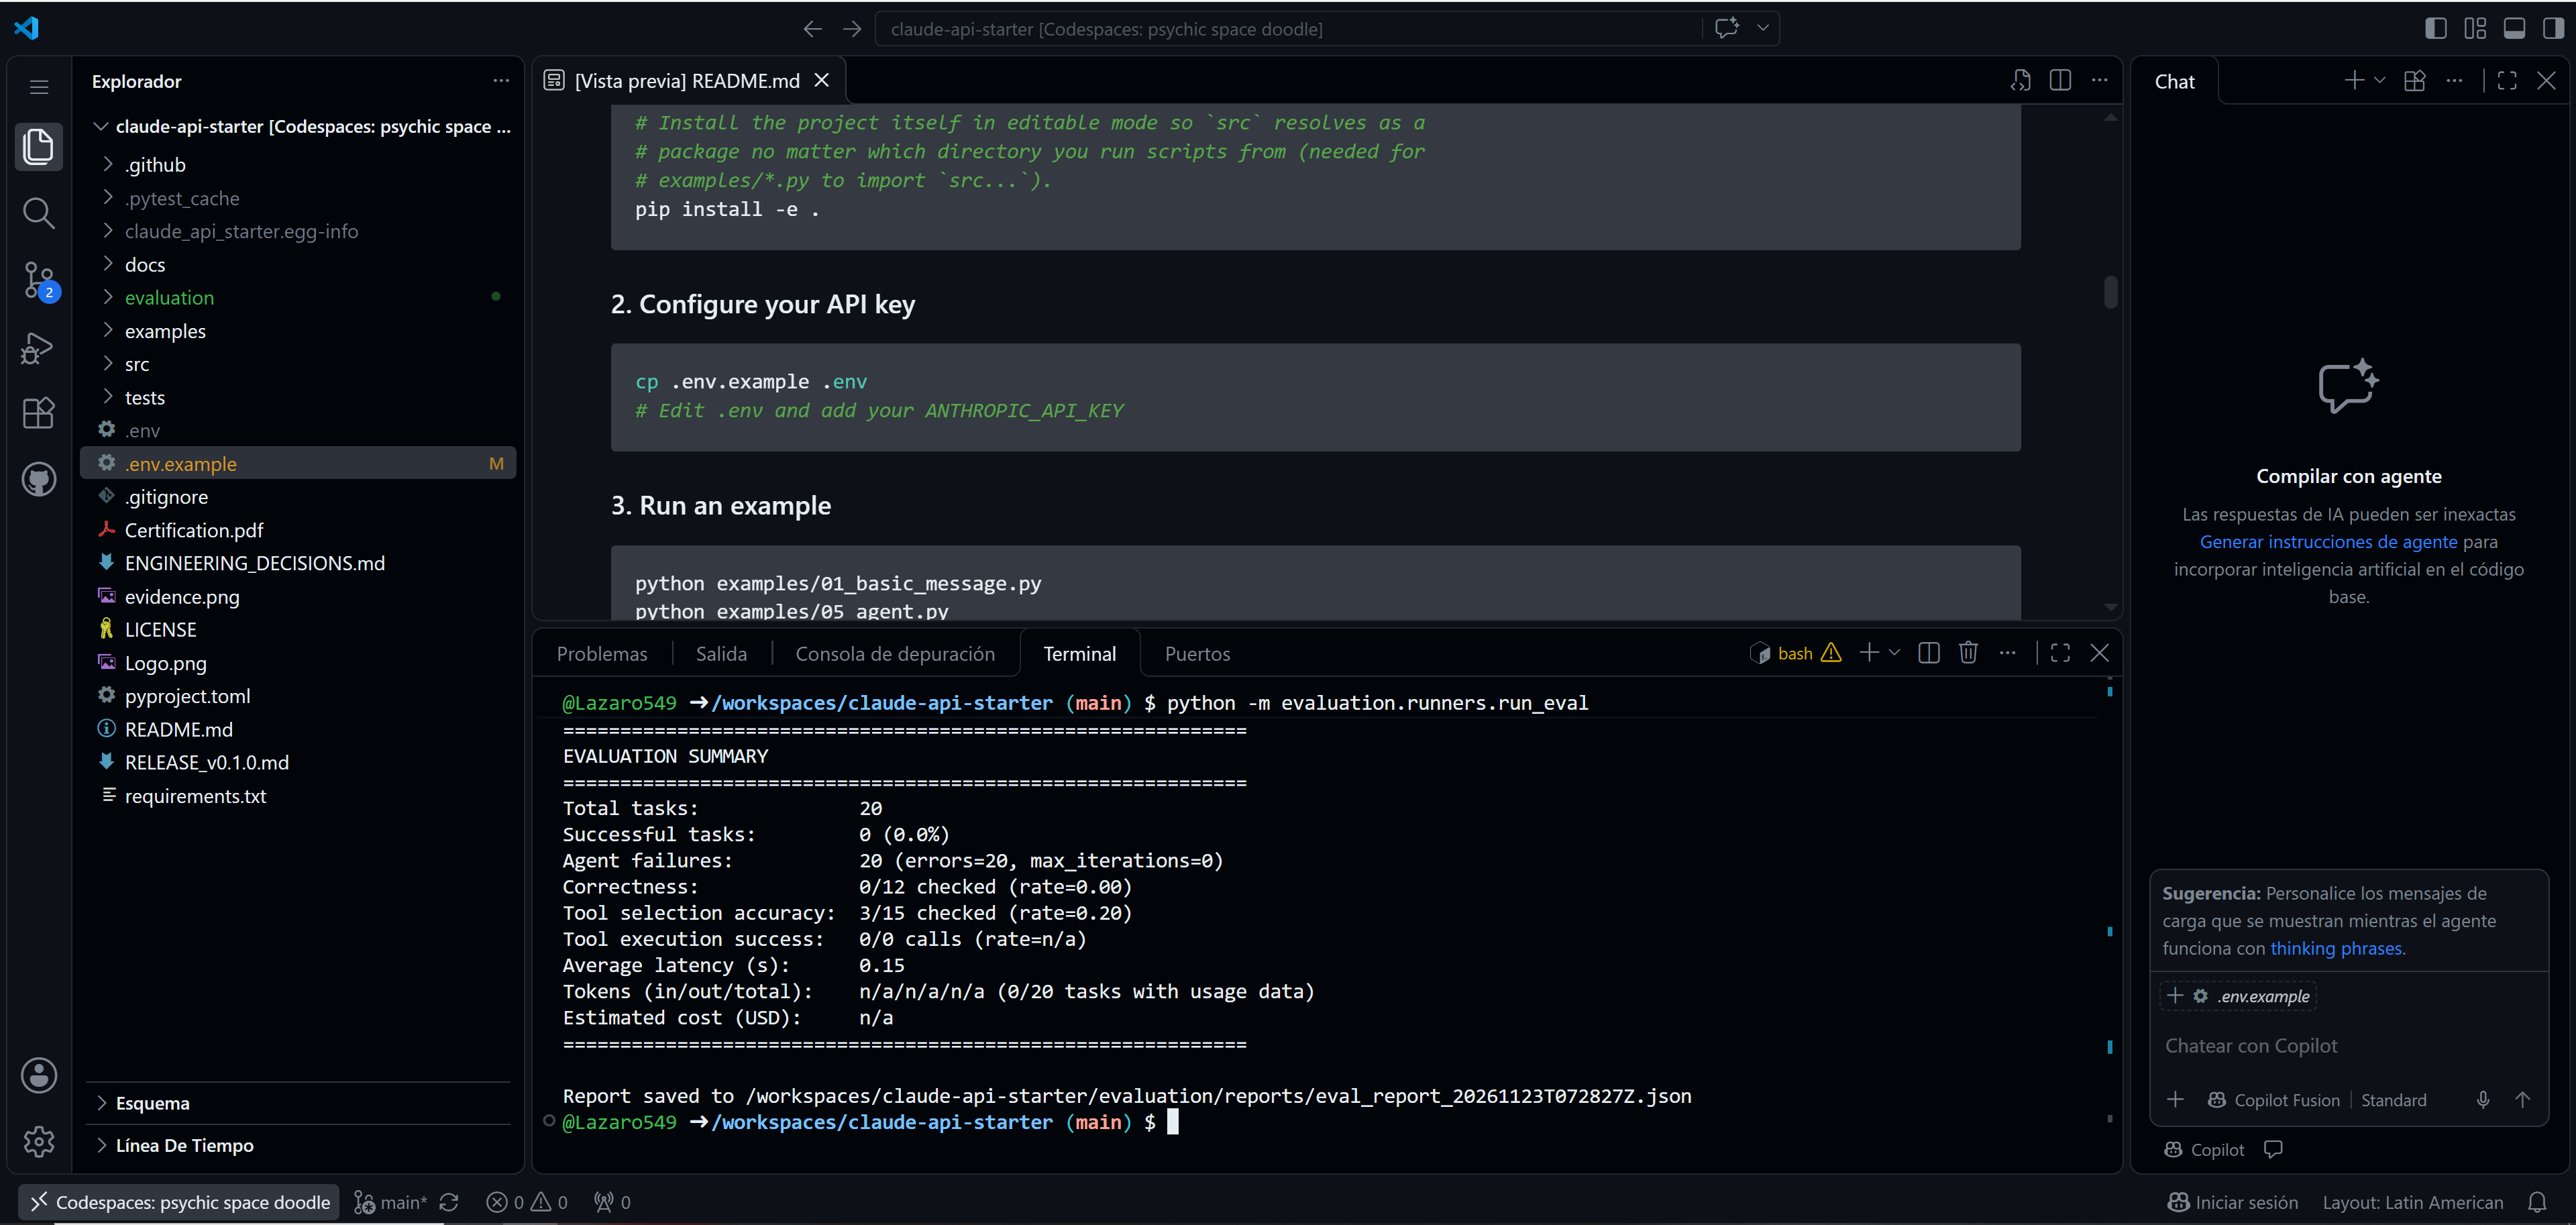 claude-api-starter [Codespaces: psychic space doodle]
Explorador
claude-api-starter [Codespaces: psychic space ...
.github
.pytest_cache
claude_api_starter.egg-info
docs
evaluation
examples
src
tests
.env
.env.example M
.gitignore
Certification.pdf
ENGINEERING_DECISIONS.md
evidence.png
LICENSE
Logo.png
pyproject.toml
README.md
RELEASE_v0.1.0.md
requirements.txt
Esquema
Línea De Tiempo
2
[Vista previa] README.md
# Install the project itself in editable mode so `src` resolves as a
# package no matter which directory you run scripts from (needed for
# examples/*.py to import `src...`).
pip install -e .
2. Configure your API key
cp .env.example .env
# Edit .env and add your ANTHROPIC_API_KEY
3. Run an example
python examples/01_basic_message.py
python examples/05_agent.py
Problemas Salida Consola de depuración Terminal Puertos
bash
@Lazaro549 ➜/workspaces/claude-api-starter (main) $ python -m evaluation.runners.run_eval
============================================================
EVALUATION SUMMARY
============================================================
Total tasks: 20
Successful tasks: 0 (0.0%)
Agent failures: 20 (errors=20, max_iterations=0)
Correctness: 0/12 checked (rate=0.00)
Tool selection accuracy: 3/15 checked (rate=0.20)
Tool execution success: 0/0 calls (rate=n/a)
Average latency (s): 0.15
Tokens (in/out/total): n/a/n/a/n/a (0/20 tasks with usage data)
Estimated cost (USD): n/a
============================================================
Report saved to /workspaces/claude-api-starter/evaluation/reports/eval_report_20261123T072827Z.json
@Lazaro549 ➜/workspaces/claude-api-starter (main) $
Chat
Compilar con agente
Las respuestas de IA pueden ser inexactas
Generar instrucciones de agente para
incorporar inteligencia artificial en el código
base.
Sugerencia: Personalice los mensajes de
carga que se muestran mientras el agente
funciona con thinking phrases.
.env.example
Chatear con Copilot
Copilot Fusion Standard
Copilot
Codespaces: psychic space doodle main* 0 0 0
Iniciar sesión Layout: Latin American